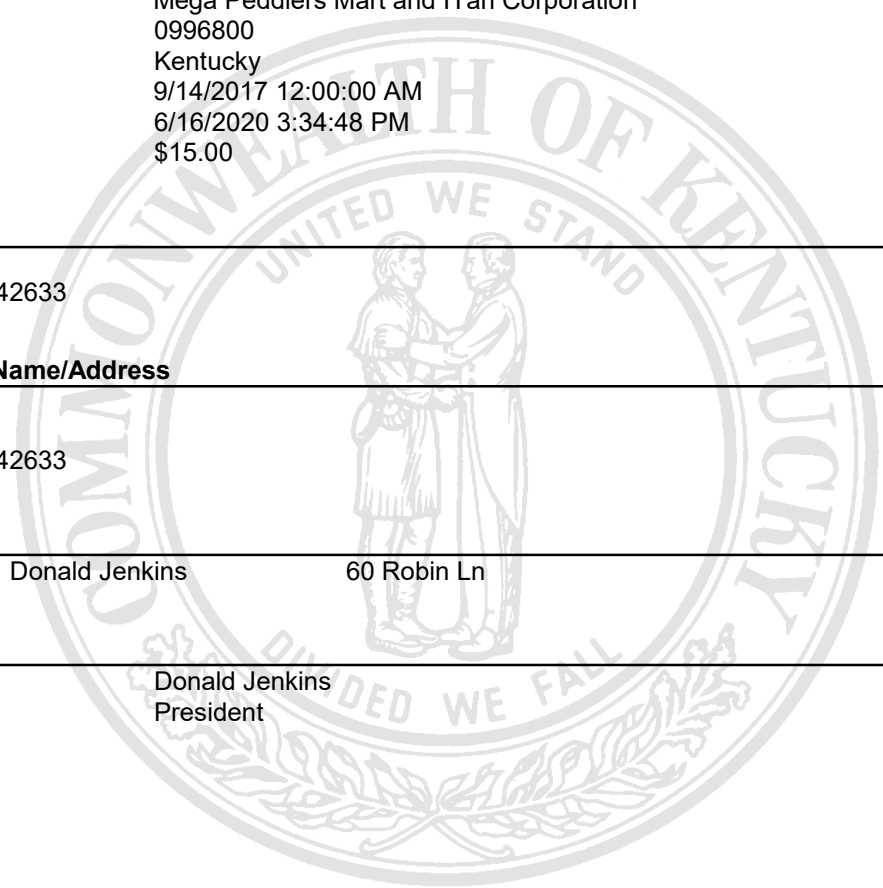 Mega Peddlers Mart and Corporation
0996800
Kentucky
9/14/2017 12:00:00 AM
6/16/2020 3:34:48 PM
$15.00
COMMONWEALTH OF KENTUCKY
UNITED WE STAND
42633
Name/Address
42633
Donald Jenkins 60 Robin Ln
Donald Jenkins
President
DIVIDED WE FALL